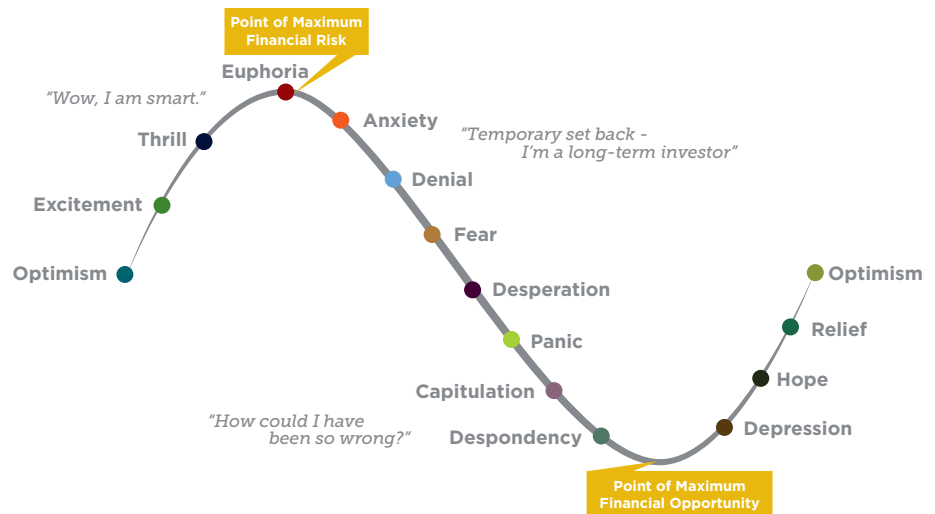 Point of Maximum
Financial Risk
Euphoria
“Wow, I am smart.”
Anxiety
Thrill
“Temporary set back -
I’m a long-term investor”
Denial
Excitement
Fear
Optimism
Optimism
Desperation
Relief
Panic
Hope
Capitulation
“How could I have
been so wrong?”
Depression
Despondency
Point of Maximum
Financial Opportunity